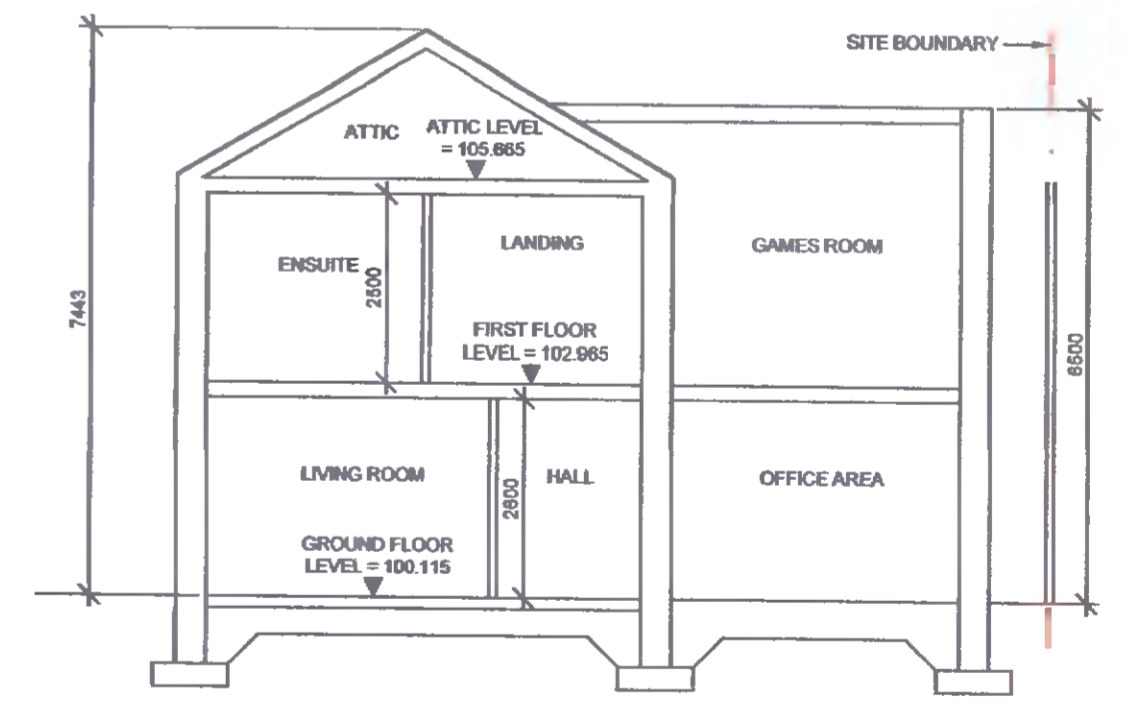 SITE BOUNDARY
ATTIC
ATTIC LEVEL
= 105.665
LANDING
GAMES ROOM
ENSUITE
2500
7443
FIRST FLOOR
LEVEL = 102.965
6500
LIVING ROOM
HALL
OFFICE AREA
2600
GROUND FLOOR
LEVEL = 100.115